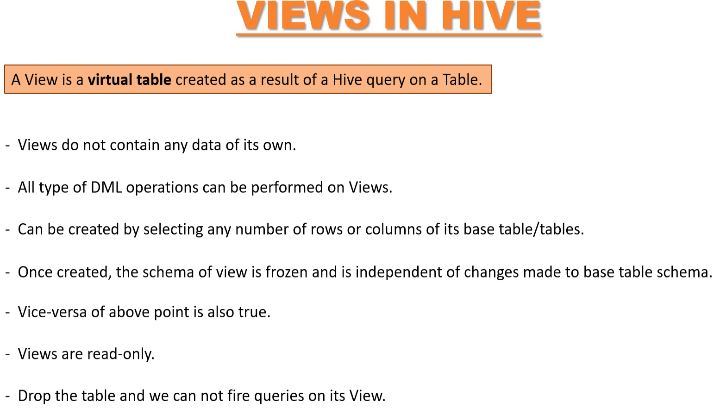 VIEWS IN HIVE
A View is a virtual table created as a result of a Hive query on a Table.
- Views do not contain any data of its own.
- All type of DML operations can be performed on Views.
- Can be created by selecting any number of rows or columns of its base table/tables.
- Once created, the schema of view is frozen and is independent of changes made to base table schema.
- Vice-versa of above point is also true.
- Views are read-only.
- Drop the table and we can not fire queries on its View.